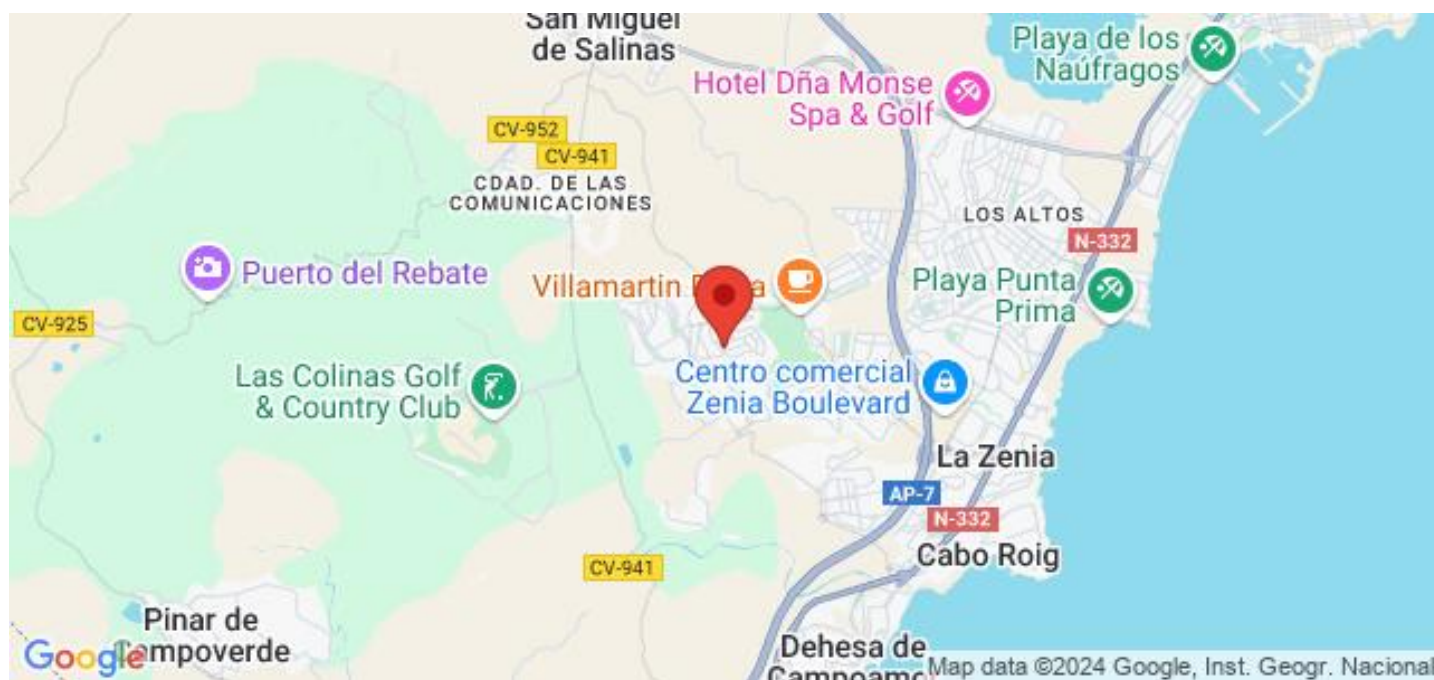 San Miguel
de Salinas
Playa de los
Naúfragos
Hotel Dña Monse
Spa & Golf
CV-952
CV-941
CDAD. DE LAS
COMUNICACIONES
LOS ALTOS
N-332
Puerto del Rebate
Villamartin
Playa Punta
Prima
CV-925
Las Colinas Golf
& Country Club
Centro comercial
Zenia Boulevard
La Zenia
AP-7
N-332
Cabo Roig
CV-941
Pinar de
Campoverde
Dehesa de
Campoamor
Google
Map data ©2024 Google, Inst. Geogr. Nacional